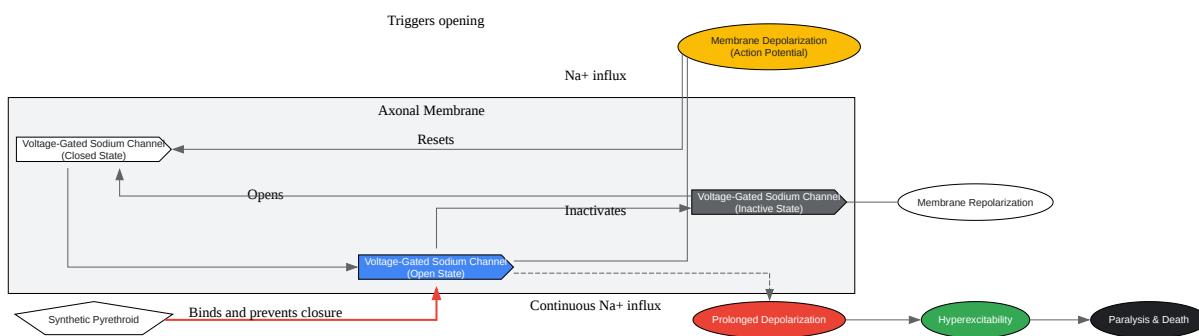 Triggers opening
Membrane Depolarization
(Action Potential)
Na+ influx
Axonal Membrane
Voltage-Gated Sodium Channel
(Closed State)
Resets
Opens
Voltage-Gated Sodium Channel
(Inactive State)
Membrane Repolarization
Inactivates
Voltage-Gated Sodium Channel
(Open State)
Synthetic Pyrethroid
Binds and prevents closure
Continuous Na+ influx
Prolonged Depolarization
Hyperexcitability
Paralysis & Death